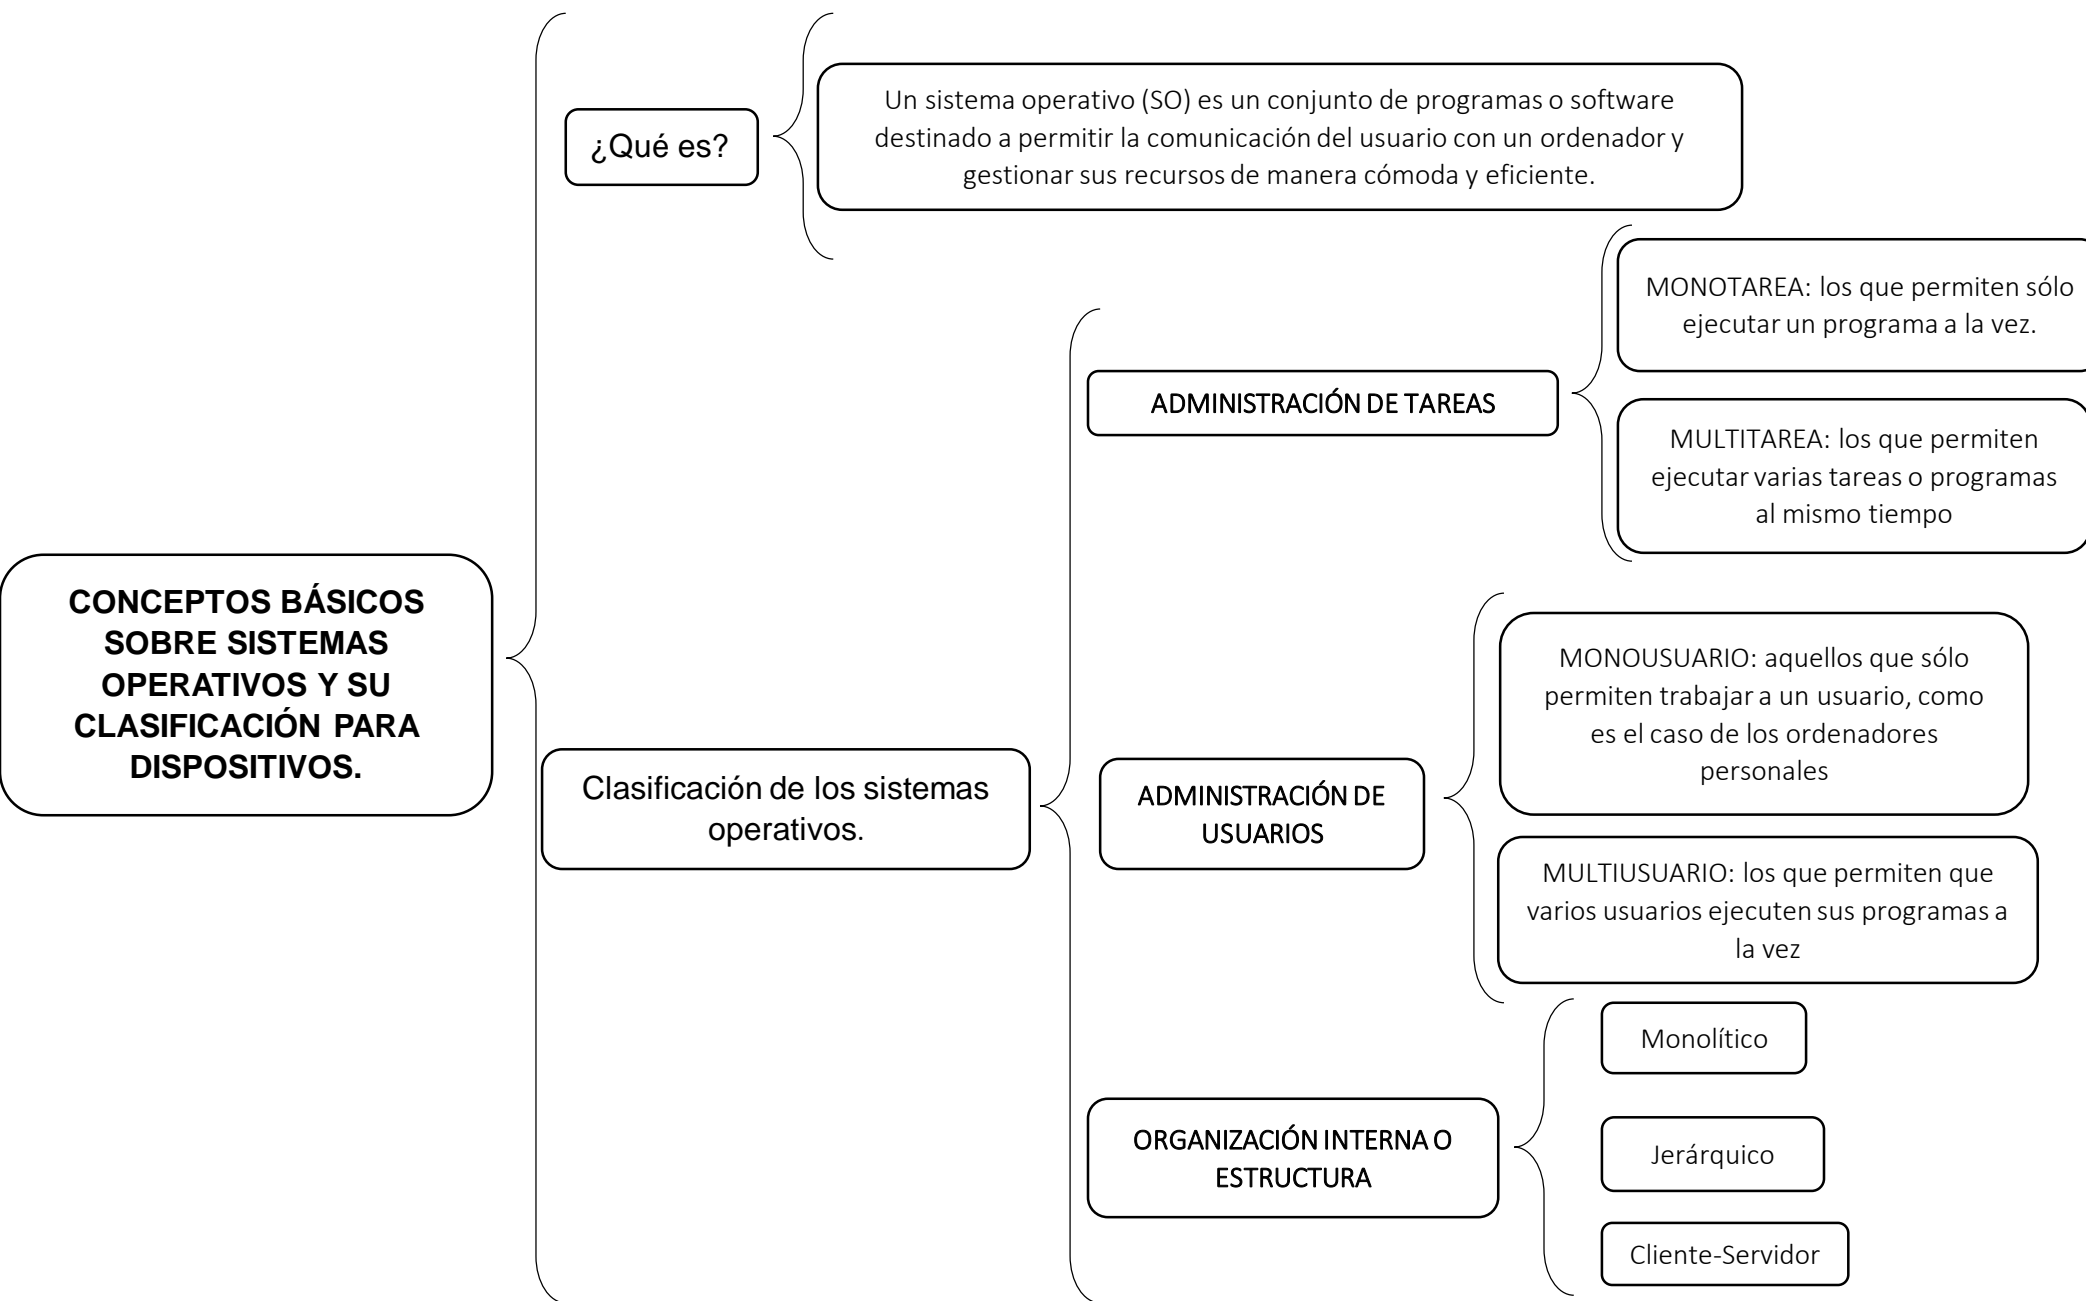 ¿Qué es?
Un sistema operativo (SO) es un conjunto de programas o software
destinado a permitir la comunicación del usuario con un ordenador y
gestionar sus recursos de manera cómoda y eficiente.
MONOTAREA: los que permiten sólo
ejecutar un programa a la vez.
ADMINISTRACIÓN DE TAREAS
MULTITAREA: los que permiten
ejecutar varias tareas o programas
al mismo tiempo
CONCEPTOS BÁSICOS
SOBRE SISTEMAS
OPERATIVOS Y SU
CLASIFICACIÓN PARA
DISPOSITIVOS.
Clasificación de los sistemas
operativos.
MONOUSUARIO: aquellos que sólo
permiten trabajar a un usuario, como
es el caso de los ordenadores
personales
ADMINISTRACIÓN DE
USUARIOS
MULTIUSUARIO: los que permiten que
varios usuarios ejecuten sus programas a
la vez
Monolítico
ORGANIZACIÓN INTERNA O
ESTRUCTURA
Jerárquico
Cliente-Servidor